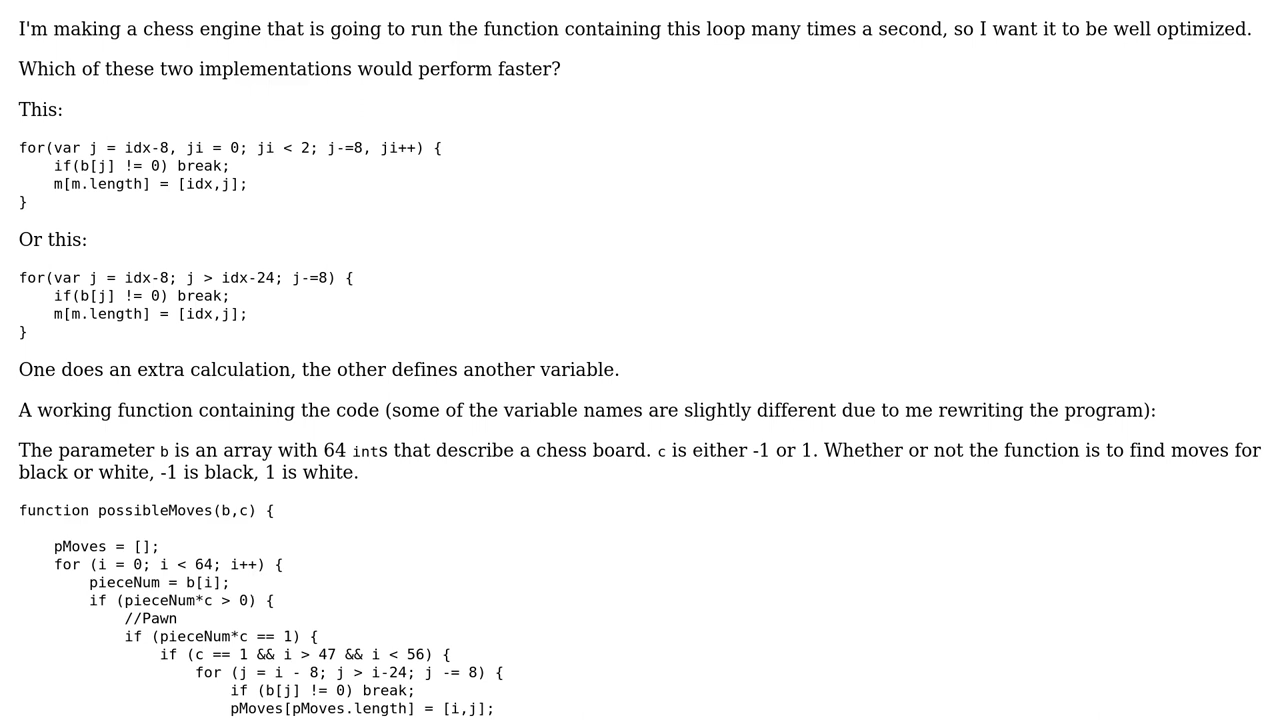 I'm making a chess engine that is going to run the function containing this loop many times a second, so I want it to be well optimized.
Which of these two implementations would perform faster?
This:
for(var j = idx-8, ji = 0; ji < 2; j-=8, ji++) {
    if(b[j] != 0) break;
    m[m.length] = [idx,j];
}
Or this:
for(var j = idx-8; j > idx-24; j-=8) {
    if(b[j] != 0) break;
    m[m.length] = [idx,j];
}
One does an extra calculation, the other defines another variable.
A working function containing the code (some of the variable names are slightly different due to me rewriting the program):
The parameter b is an array with 64 ints that describe a chess board. c is either -1 or 1. Whether or not the function is to find moves for
black or white, -1 is black, 1 is white.
function possibleMoves(b,c) {
    pMoves = [];
    for (i = 0; i < 64; i++) {
        pieceNum = b[i];
        if (pieceNum*c > 0) {
            //Pawn
            if (pieceNum*c == 1) {
                if (c == 1 && i > 47 && i < 56) {
                    for (j = i - 8; j > i-24; j -= 8) {
                        if (b[j] != 0) break;
                        pMoves[pMoves.length] = [i,j];